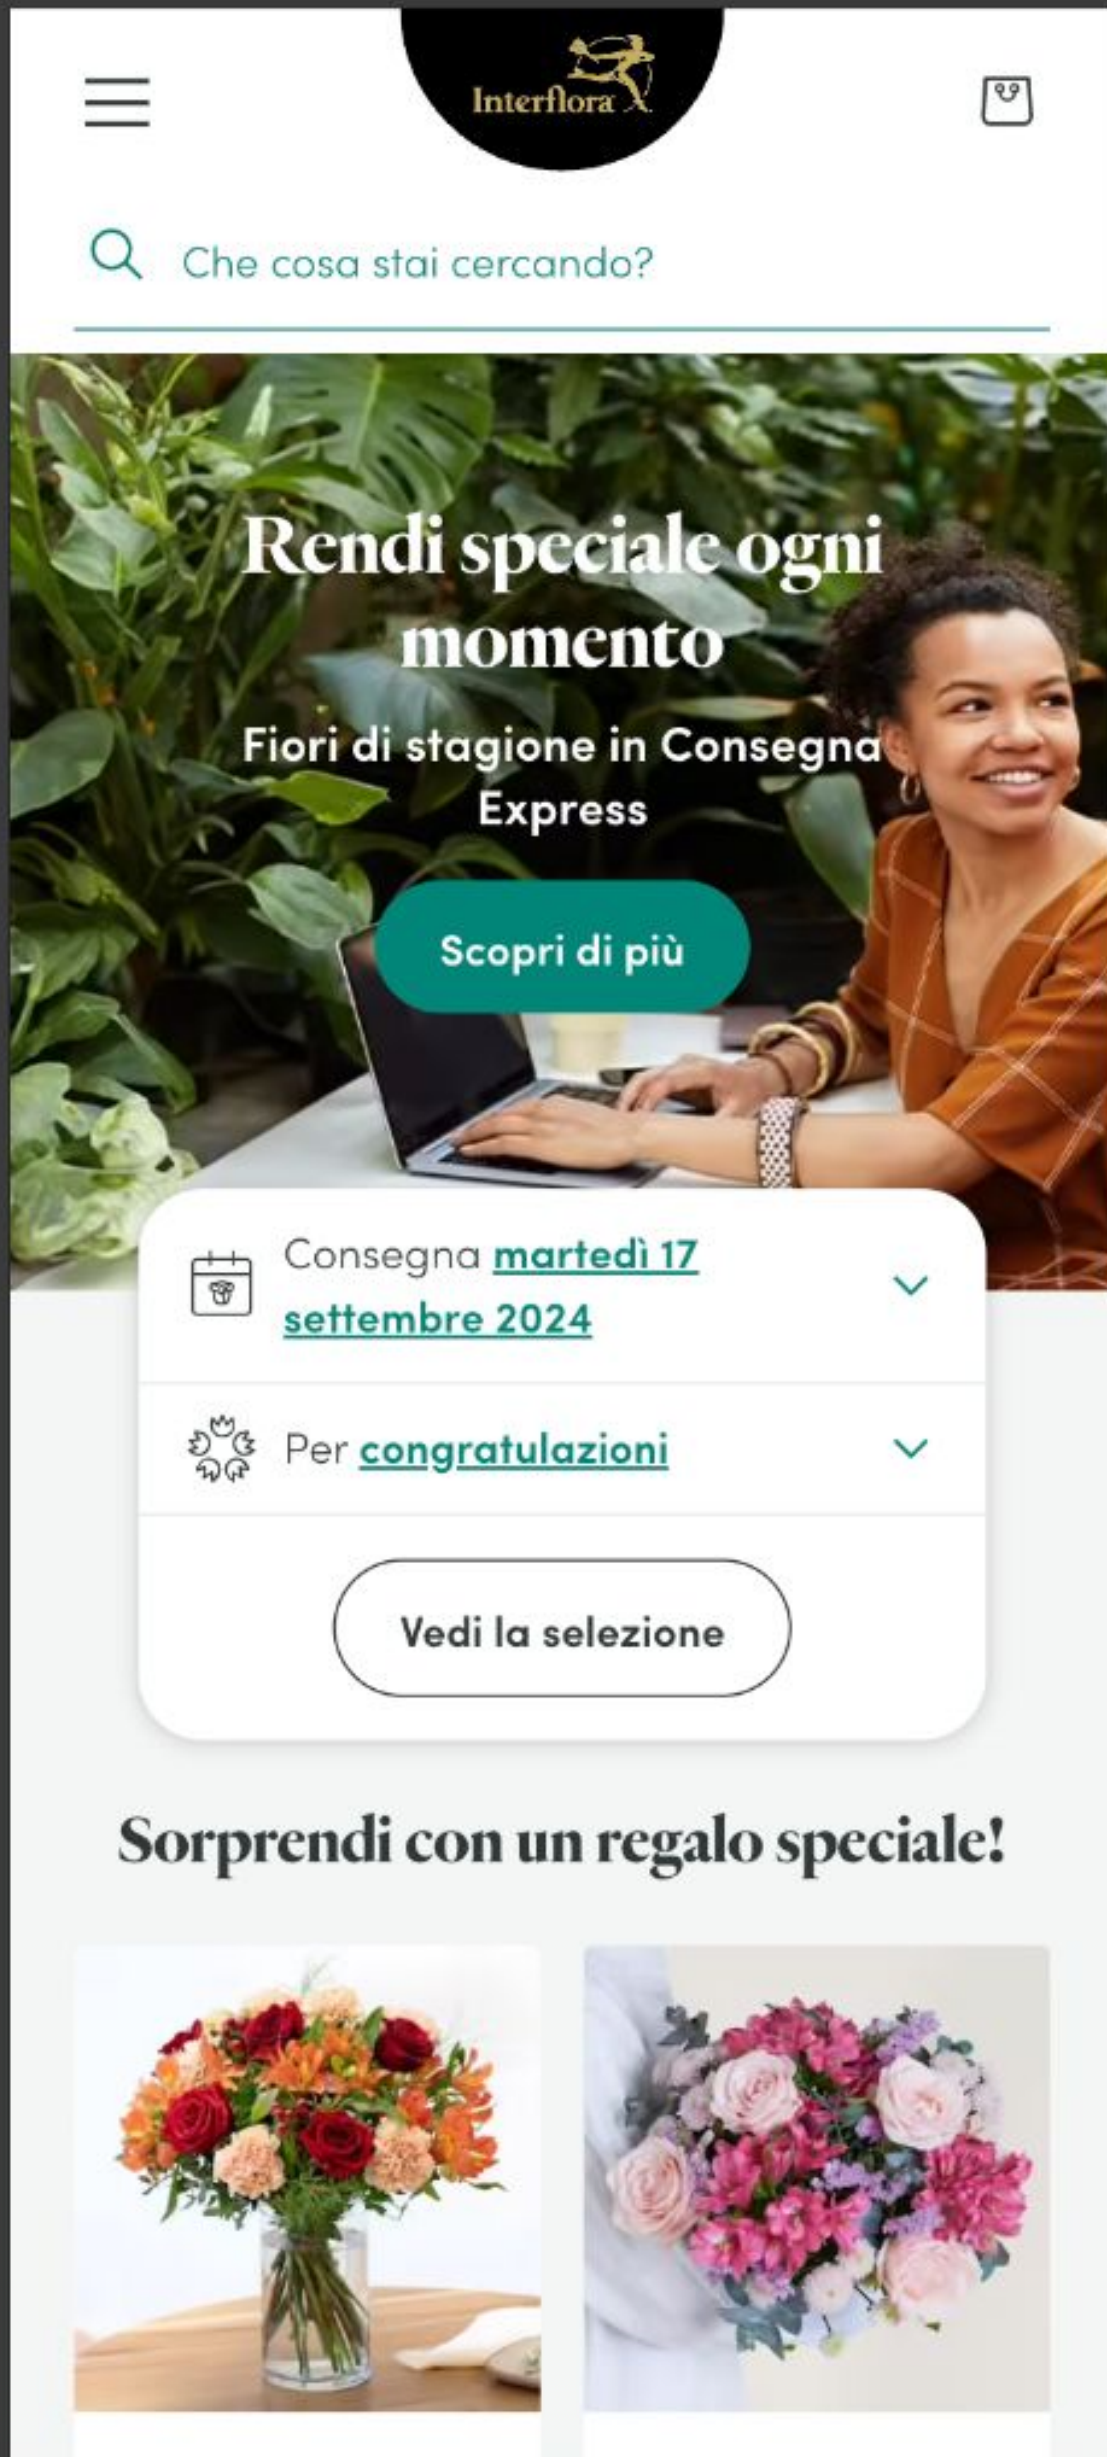 Interflora
Che cosa stai cercando?
Rendi speciale ogni
momento
Fiori di stagione in Consegna
Express
Scopri di più
Consegna martedì 17
settembre 2024
Per congratulazioni
Vedi la selezione
Sorprendi con un regalo speciale!